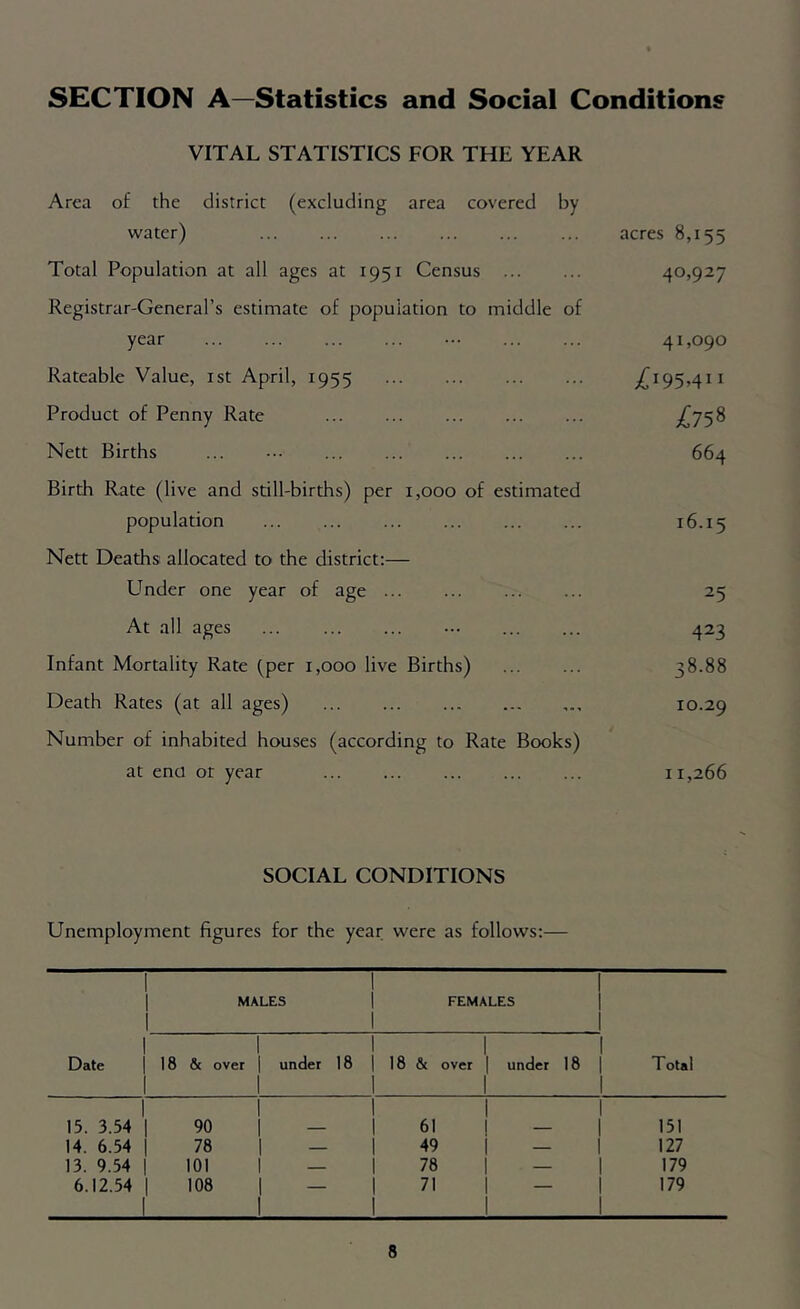 SECTION A—Statistics and Social Conditions
VITAL STATISTICS FOR THE YEAR
Area of the district (excluding area covered by
water) ... ... ... ... ... ... acres 8,155
Total Population at all ages at 1951 Census ... ... 40,927
Registrar-General's estimate of population to middle of
year ... ... ... ... ... ... ... 41,090
Rateable Value, 1st April, 1955 ... ... ... ... £195,411
Product of Penny Rate ... ... ... ... ... £758
Nett Births ... ... ... ... ... ... ... 664
Birth Rate (live and still-births) per 1,000 of estimated
population ... ... ... ... ... ... 16.15
Nett Deaths allocated to the district:—
Under one year of age ... ... ... ... 25
At all ages ... ... ... ... ... ... 423
Infant Mortality Rate (per 1,000 live Births) ... ... 38.88
Death Rates (at all ages) ... ... ... ... ... 10.29
Number of inhabited houses (according to Rate Books)
at end of year ... ... ... ... ... 11,266
SOCIAL CONDITIONS
Unemployment figures for the year were as follows:—
MALES FEMALES
Date 18 & over under 18 18 & over under 18 Total
15. 3.54 90 — 61 — 151
14. 6.54 78 — 49 — 127
13. 9.54 101 — 78 — 179
6.12.54 108 — 71 — 179
8